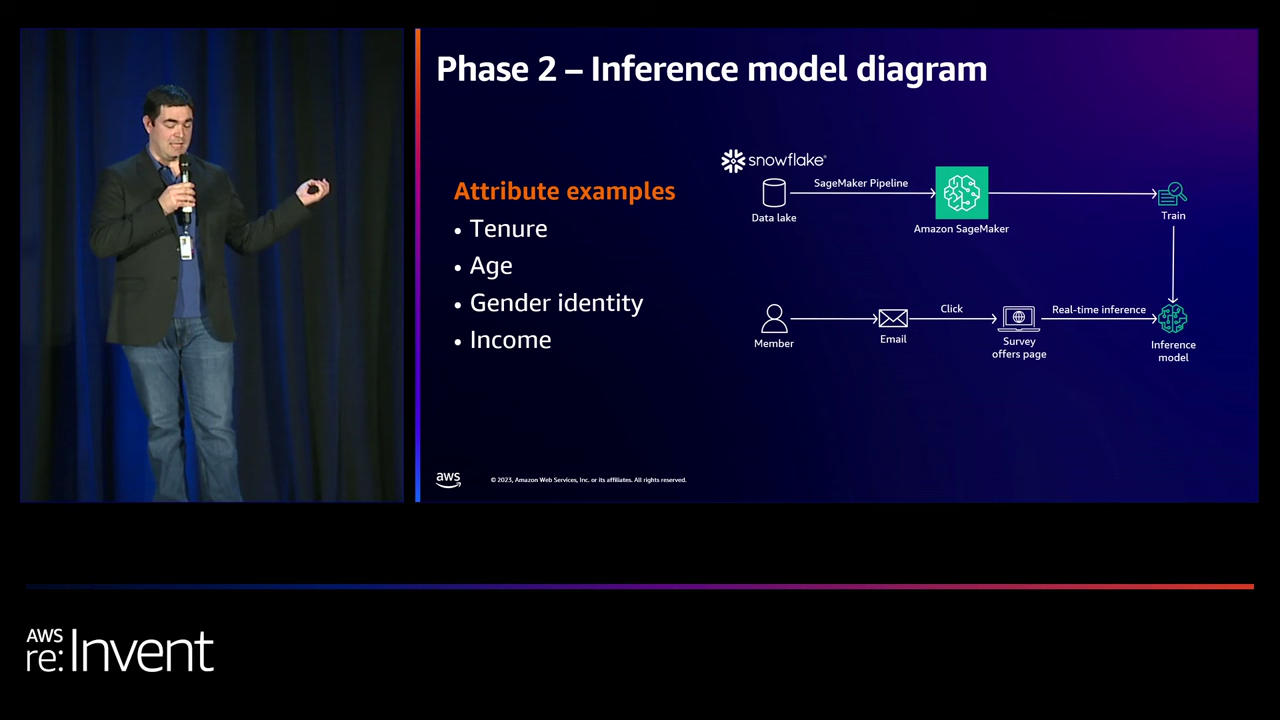 Phase 2 – Inference model diagram
Attribute examples
• Tenure
• Age
• Gender identity
• Income
snowflake®
Data lake
SageMaker Pipeline
Amazon SageMaker
Train
Member
Email
Click
Survey
offers page
Real-time inference
Inference
model
aws
© 2023, Amazon Web Services, Inc. or its affiliates. All rights reserved.
AWS
re:Invent